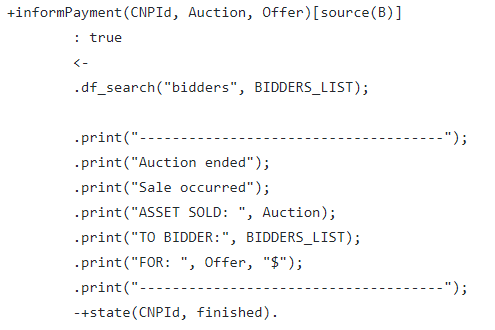 +informPayment(CNPId, Auction, Offer)[source(B)]
: true
<-
.df_search("bidders", BIDDERS_LIST);
.print("-------------------------------------");
.print("Auction ended");
.print("Sale occurred");
.print("ASSET SOLD: ", Auction);
.print("TO BIDDER:", BIDDERS_LIST);
.print("FOR: ", Offer, "$");
.print("-------------------------------------");
-+state(CNPId, finished).